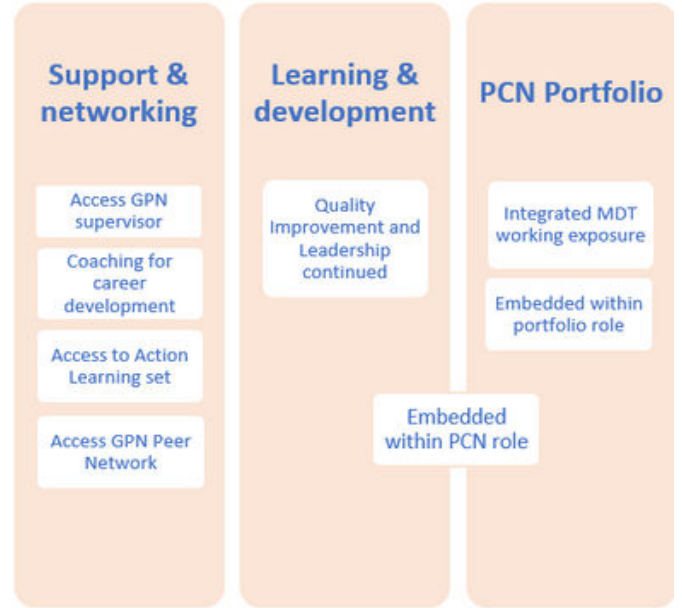 Support &
networking
Access GPN
supervisor
Coaching for
career
development
Access to Action
Learning set
Access GPN Peer
Network
Learning &
development
Quality
Improvement and
Leadership
continued
PCN Portfolio
Integrated MDT
working exposure
Embedded within
portfolio role
Embedded
within PCN role